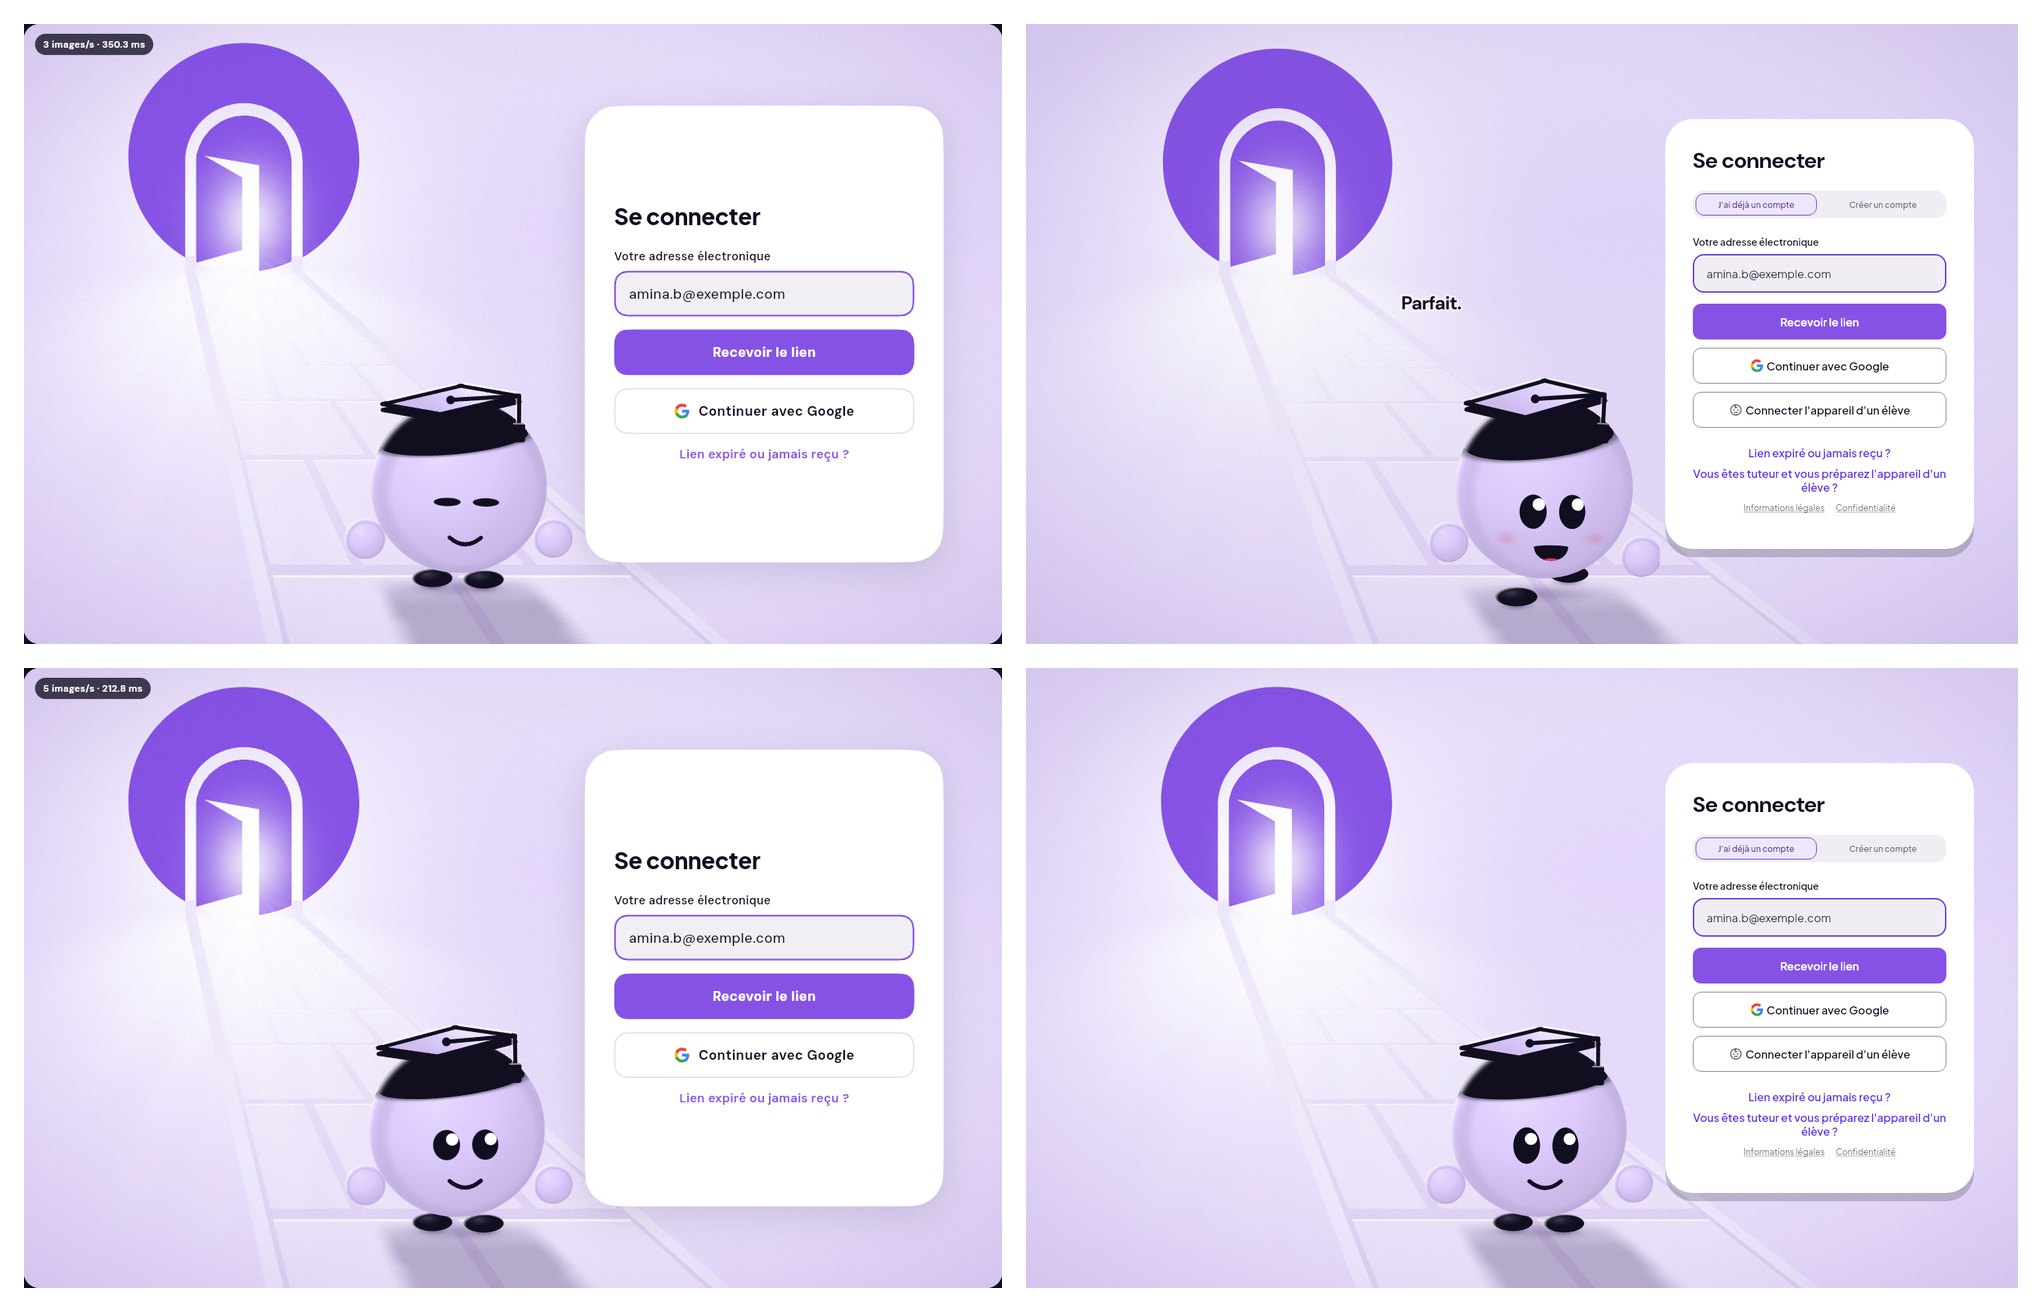 3 images/s · 350.3 ms
Se connecter
Votre adresse électronique
amina.b@exemple.com
Recevoir le lien
Continuer avec Google
Lien expiré ou jamais reçu ?
Parfait.
Se connecter
J'ai déjà un compte
Créer un compte
Votre adresse électronique
amina.b@exemple.com
Recevoir le lien
Continuer avec Google
Connecter l'appareil d'un élève
Lien expiré ou jamais reçu ?
Vous êtes tuteur et vous préparez l'appareil d'un
élève ?
Informations légales Confidentialité
5 images/s · 212.8 ms
Se connecter
Votre adresse électronique
amina.b@exemple.com
Recevoir le lien
Continuer avec Google
Lien expiré ou jamais reçu ?
Se connecter
J'ai déjà un compte
Créer un compte
Votre adresse électronique
amina.b@exemple.com
Recevoir le lien
Continuer avec Google
Connecter l'appareil d'un élève
Lien expiré ou jamais reçu ?
Vous êtes tuteur et vous préparez l'appareil d'un
élève ?
Informations légales Confidentialité